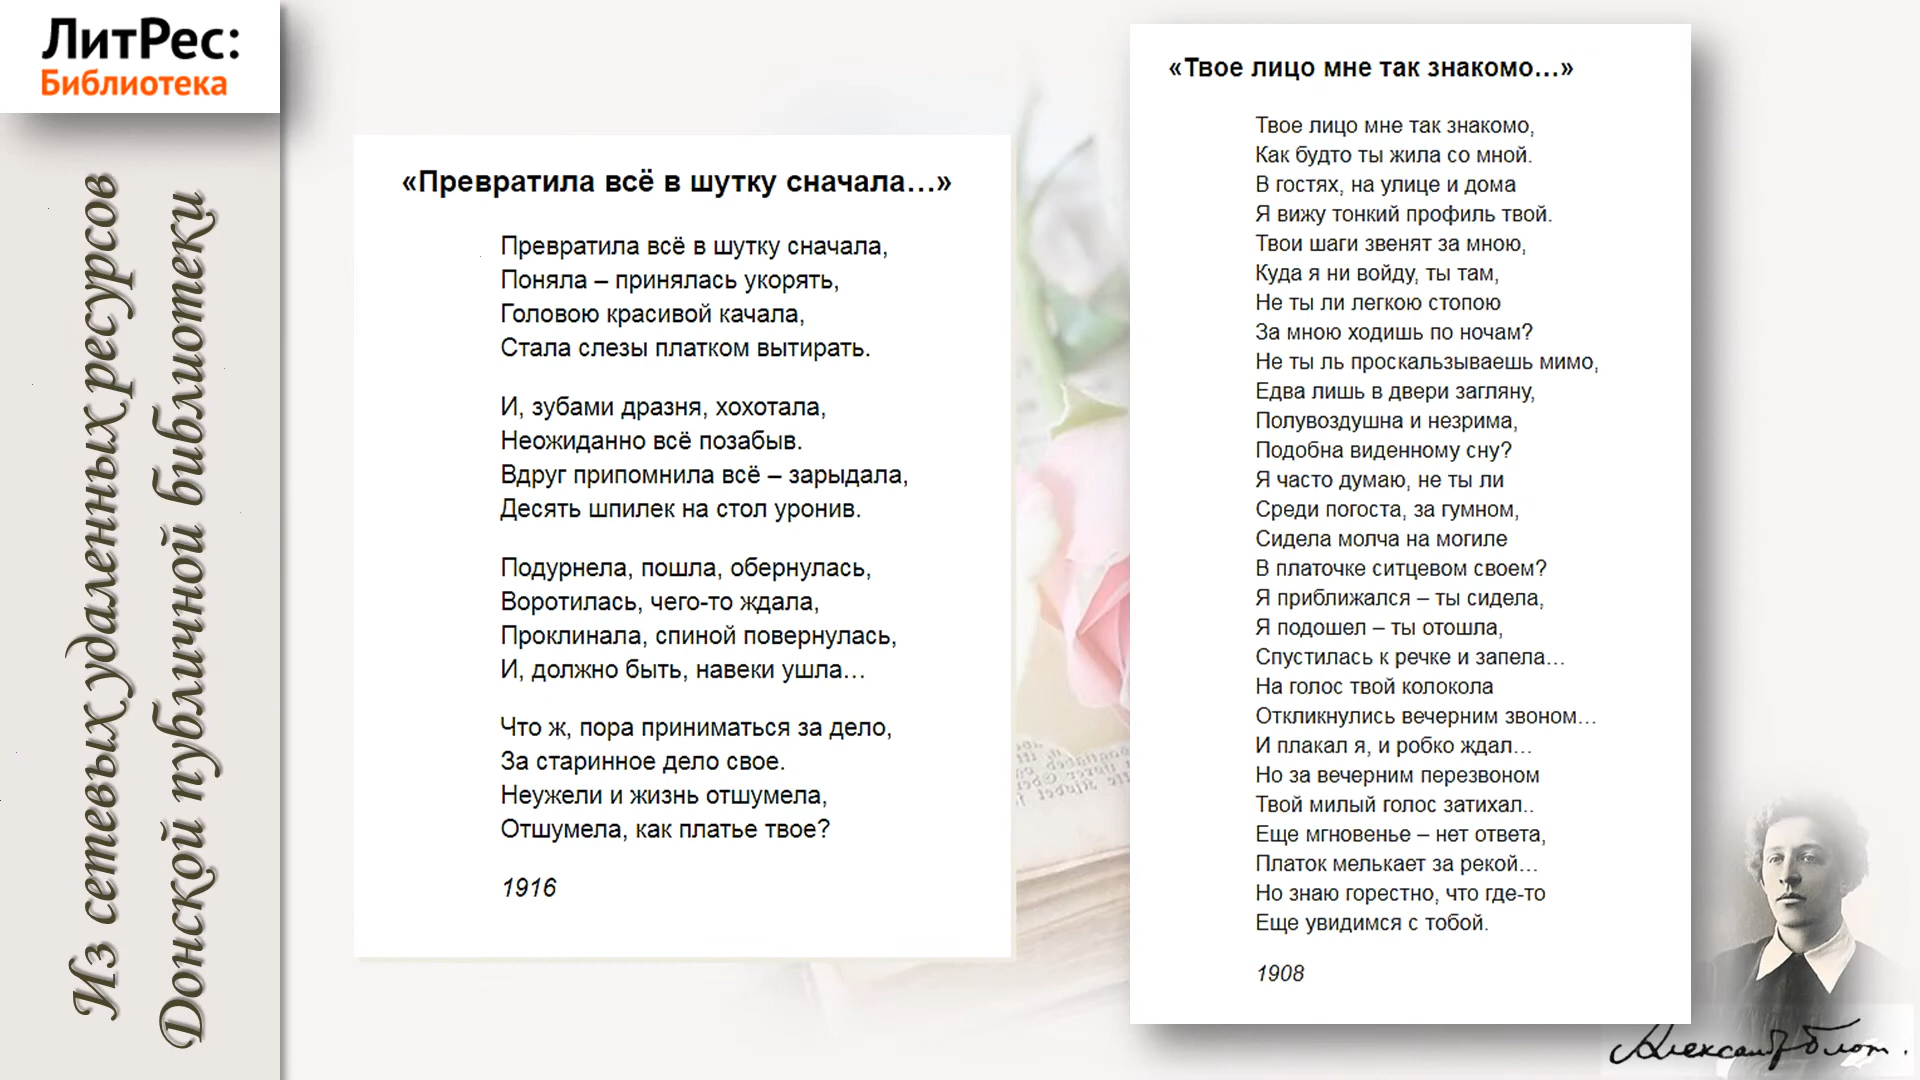 ЛитРес:
Библиотека
Из сетевых удаленных ресурсов
Донской публичной библиотеки
«Превратила всё в шутку сначала…»
Превратила всё в шутку сначала,
Поняла – принялась укорять,
Головою красивой качала,
Стала слезы платком вытирать.
И, зубами дразня, хохотала,
Неожиданно всё позабыв.
Вдруг припомнила всё – зарыдала,
Десять шпилек на стол уронив.
Подурнела, пошла, обернулась,
Воротилась, чего-то ждала,
Проклинала, спиной повернулась,
И, должно быть, навеки ушла…
Что ж, пора приниматься за дело,
За старинное дело свое.
Неужели и жизнь отшумела,
Отшумела, как платье твое?
1916
«Твое лицо мне так знакомо…»
Твое лицо мне так знакомо,
Как будто ты жила со мной.
В гостях, на улице и дома
Я вижу тонкий профиль твой.
Твои шаги звенят за мною,
Куда я ни войду, ты там,
Не ты ли легкою стопою
За мною ходишь по ночам?
Не ты ль проскальзываешь мимо,
Едва лишь в двери загляну,
Полувоздушна и незрима,
Подобна виденному сну?
Я часто думаю, не ты ли
Среди погоста, за гумном,
Сидела молча на могиле
В платочке ситцевом своем?
Я приближался – ты сидела,
Я подошел – ты отошла,
Спустилась к речке и запела…
На голос твой колокола
Откликнулись вечерним звоном…
И плакал я, и робко ждал…
Но за вечерним перезвоном
Твой милый голос затихал..
Еще мгновенье – нет ответа,
Платок мелькает за рекой…
Но знаю горестно, что где-то
Еще увидимся с тобой.
1908
Александр Блок.